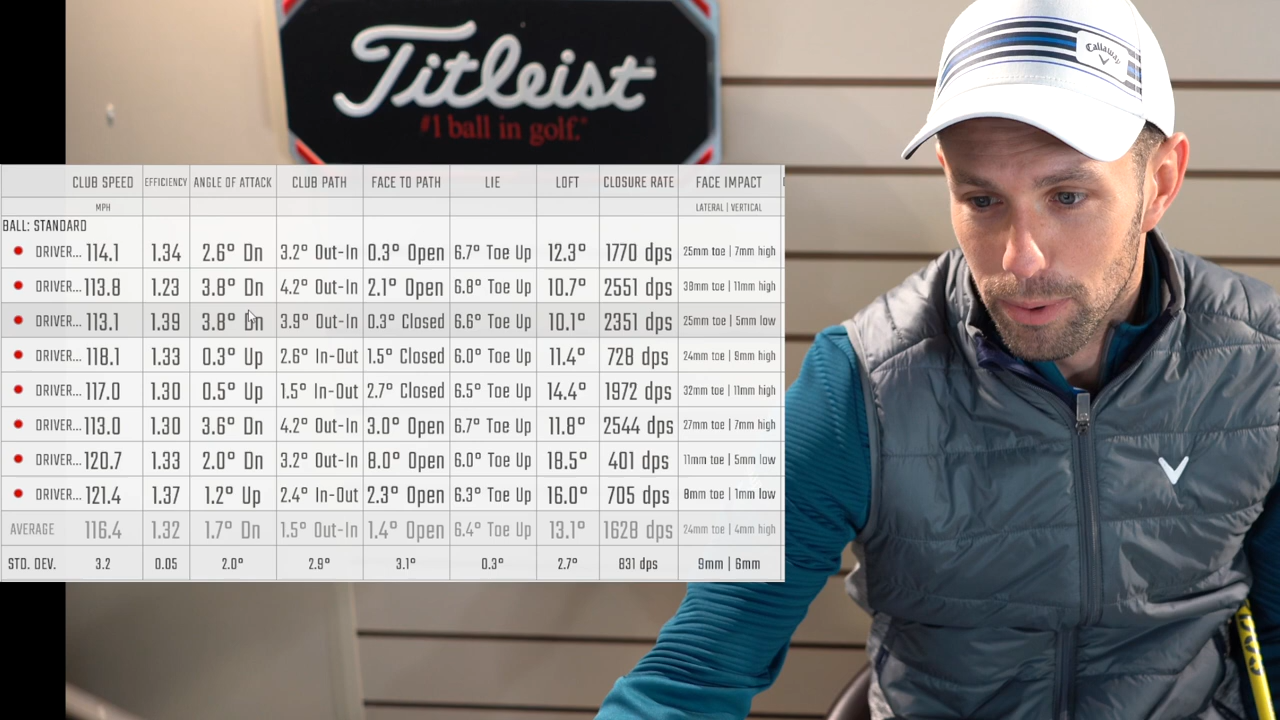 Titleist
#1 ball in golf.
Callaway
CLUB SPEED EFFICIENCY ANGLE OF ATTACK CLUB PATH FACE TO PATH LIE LOFT CLOSURE RATE FACE IMPACT
MPH LATERAL | VERTICAL
BALL: STANDARD
DRIVER... 114.1 1.34 2.6° Dn 3.2° Out-In 0.3° Open 6.7° Toe Up 12.3° 1770 dps 25mm toe | 7mm high
DRIVER... 113.8 1.23 3.8° Dn 4.2° Out-In 2.1° Open 6.8° Toe Up 10.7° 2551 dps 38mm toe | 11mm high
DRIVER... 113.1 1.39 3.8° Dn 3.9° Out-In 0.3° Closed 6.6° Toe Up 10.1° 2351 dps 25mm toe | 5mm low
DRIVER... 118.1 1.33 0.3° Up 2.6° In-Out 1.5° Closed 6.0° Toe Up 11.4° 728 dps 24mm toe | 9mm high
DRIVER... 117.0 1.30 0.5° Up 1.5° In-Out 2.7° Closed 6.5° Toe Up 14.4° 1972 dps 32mm toe | 11mm high
DRIVER... 113.0 1.30 3.6° Dn 4.2° Out-In 3.0° Open 6.7° Toe Up 11.8° 2544 dps 27mm toe | 7mm high
DRIVER... 120.7 1.33 2.0° Dn 3.2° Out-In 8.0° Open 6.0° Toe Up 18.5° 401 dps 11mm toe | 5mm low
DRIVER... 121.4 1.37 1.2° Up 2.4° In-Out 2.3° Open 6.3° Toe Up 16.0° 705 dps 8mm toe | 1mm low
AVERAGE 116.4 1.32 1.7° Dn 1.5° Out-In 1.4° Open 6.4° Toe Up 13.1° 1628 dps 24mm toe | 4mm high
STD. DEV. 3.2 0.05 2.0° 2.9° 3.1° 0.3° 2.7° 831 dps 9mm | 6mm